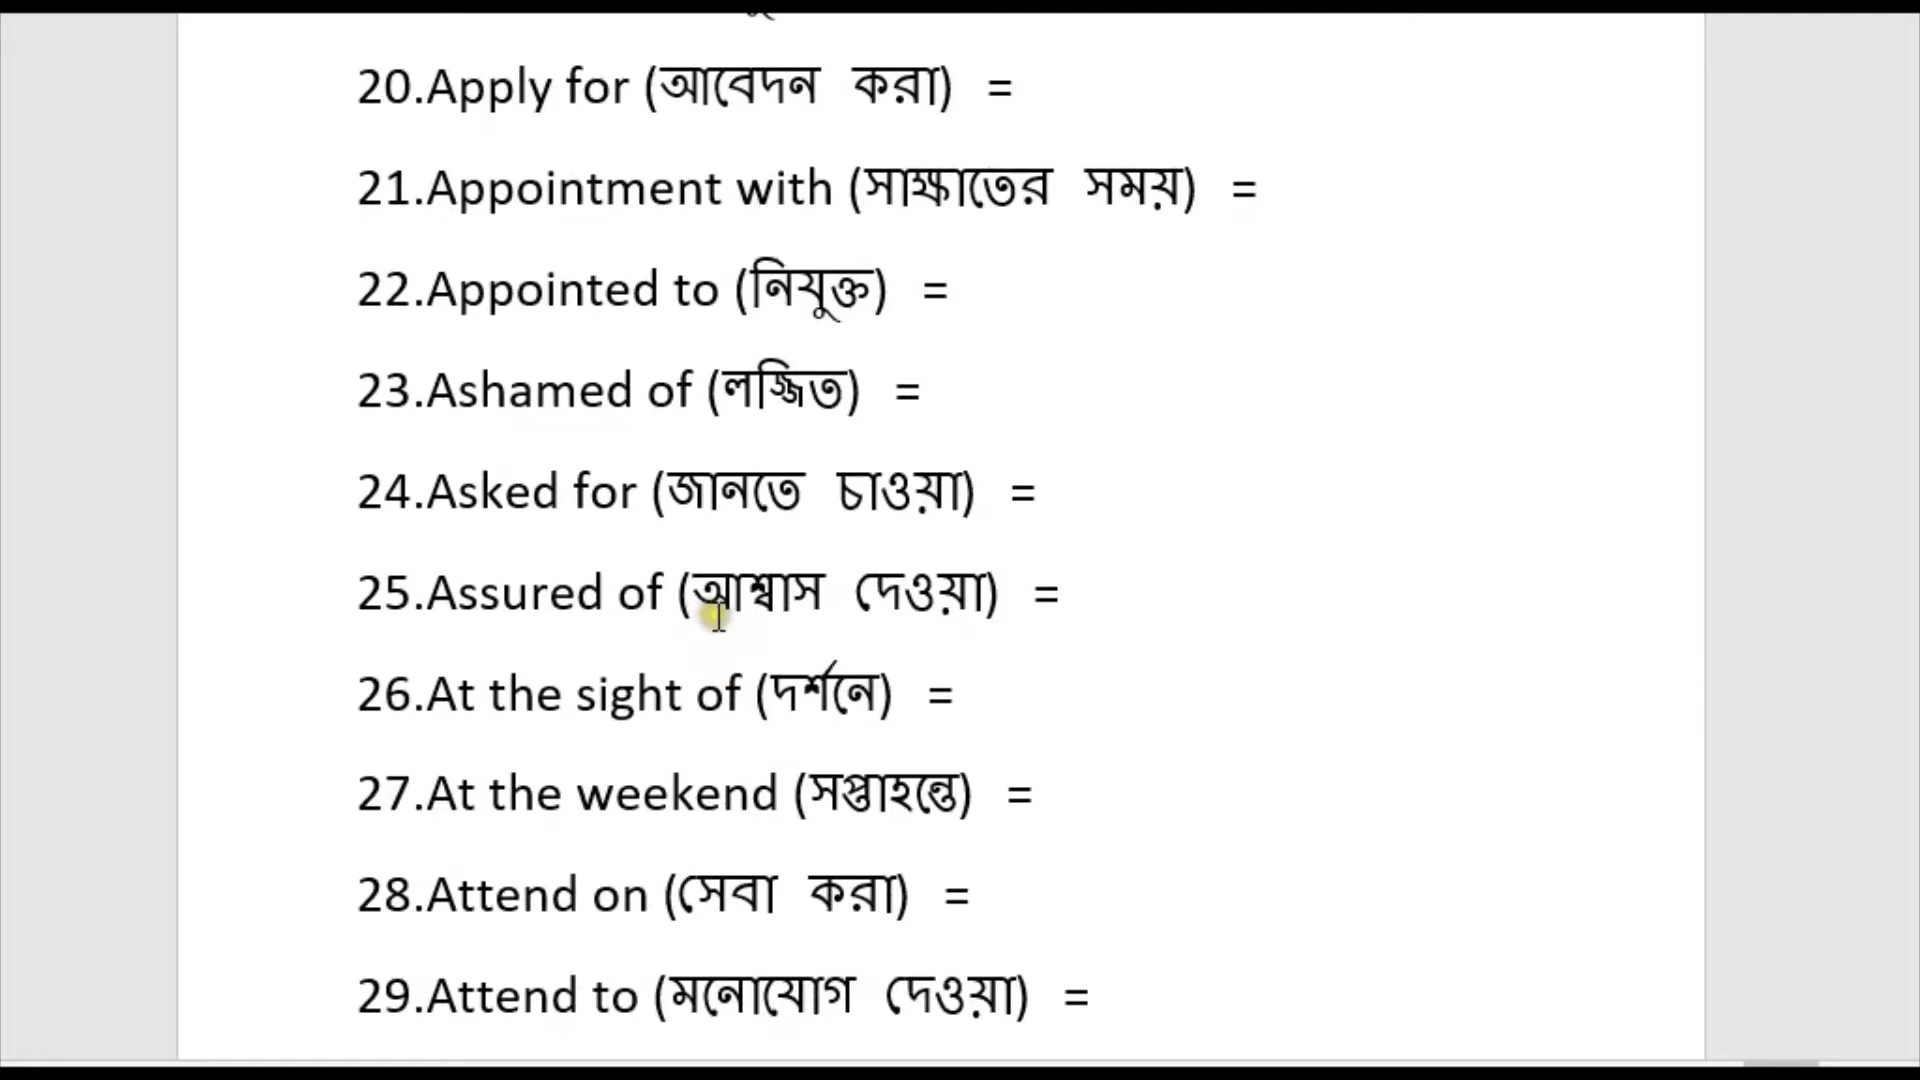 20.Apply for (আবেদন করা) =
21.Appointment with (সাক্ষাতের সময়) =
22.Appointed to (নিযুক্ত) =
23.Ashamed of (লজ্জিত) =
24.Asked for (জানতে চাওয়া) =
25.Assured of (আশ্বাস দেওয়া) =
26.At the sight of (দর্শনে) =
27.At the weekend (সপ্তাহন্তে) =
28.Attend on (সেবা করা) =
29.Attend to (মনোযোগ দেওয়া) =